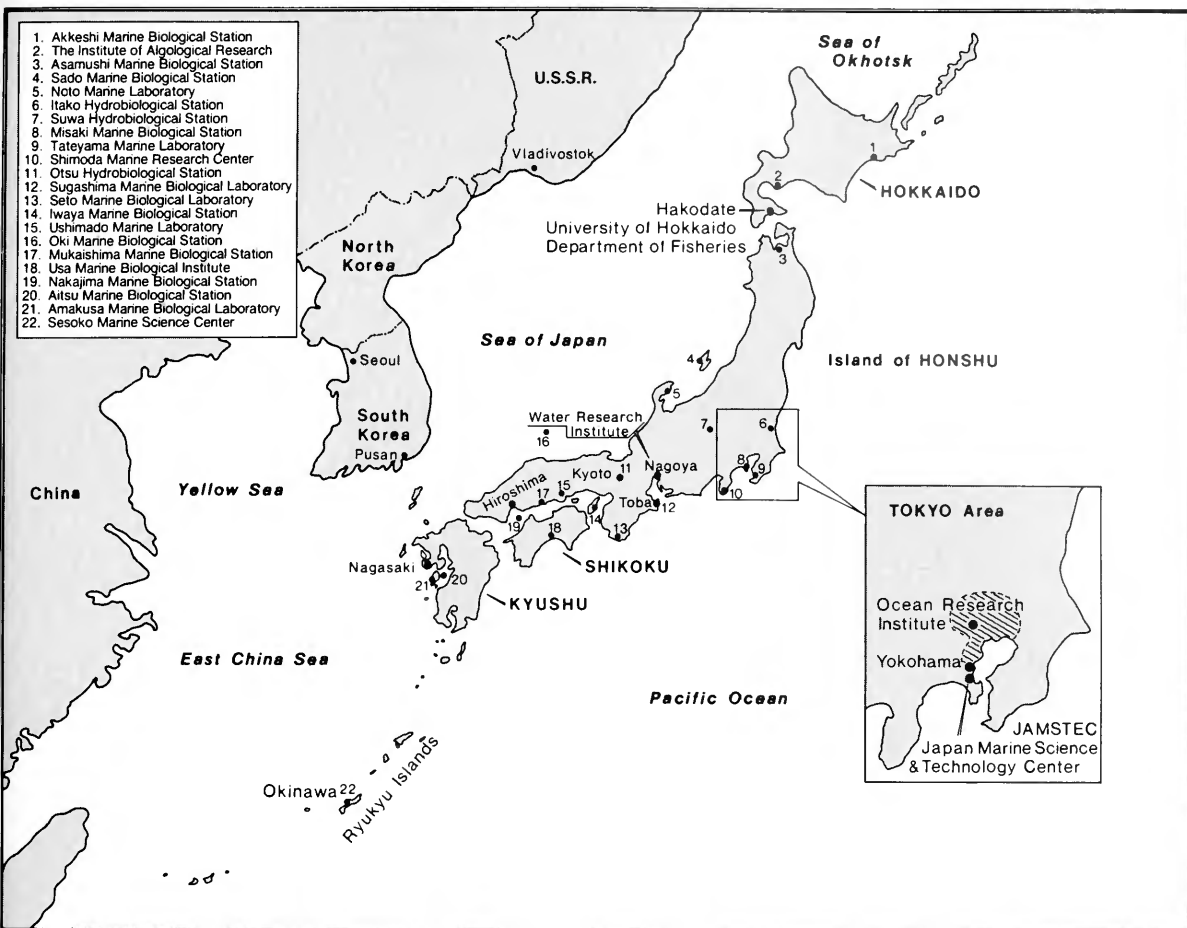 1. Akkeshi Marine Biological Station
2. The Institute of Algological Research
3. Asamushi Marine Biological Station
4. Sado Marine Biological Station
5. Noto Marine Laboratory
6. Itako Hydrobiological Station
7. Suwa Hydrobiological Station
8. Misaki Marine Biological Station
9. Tateyama Marine Laboratory
10. Shimoda Marine Research Center
11. Otsu Hydrobiological Station
12. Sugashima Marine Biological Laboratory
13. Seto Marine Biological Laboratory
14. Iwaya Marine Biological Station
15. Ushimado Marine Laboratory
16. Oki Marine Biological Station
17. Mukaishima Marine Biological Station
18. Usa Marine Biological Institute
19. Nakajima Marine Biological Station
20. Aitsu Marine Biological Station
21. Amakusa Marine Biological Laboratory
22. Sesoko Marine Science Center
Sea of
Okhotsk
U.S.S.R.
Vladivostok
1
2
HOKKAIDO
Hakodate
University of Hokkaido
Department of Fisheries
3
North
Korea
Sea of Japan
4
Island of HONSHU
Seoul
5
South
Korea
Pusan
Water Research
Institute
16
7
6
China
Yellow Sea
Hiroshima
17
15
Kyoto
11
Nagoya
8
9
10
Toba
12
19
18
14
13
SHIKOKU
Nagasaki
21
20
KYUSHU
TOKYO Area
Ocean Research
Institute
Yokohama
JAMSTEC
Japan Marine Science
& Technology Center
East China Sea
Pacific Ocean
Okinawa
22
Ryukyu Islands